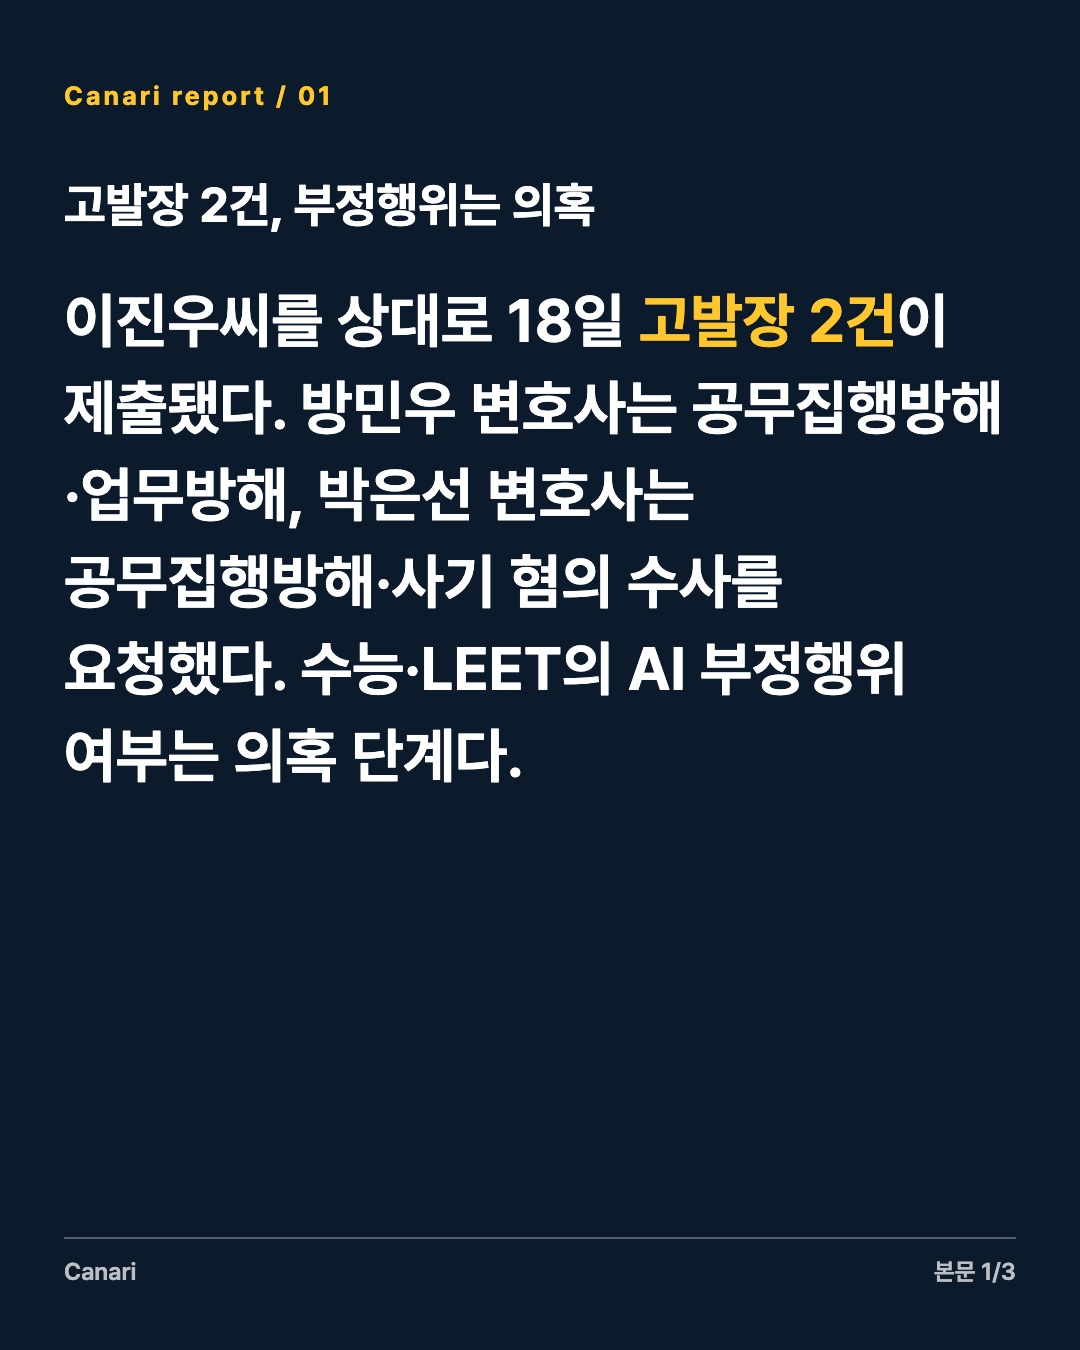 Canari report / 01
고발장 2건, 부정행위는 의혹
이진우씨를 상대로 18일 고발장 2건이
제출됐다. 방민우 변호사는 공무집행방해
·업무방해, 박은선 변호사는
공무집행방해·사기 혐의 수사를
요청했다. 수능·LEET의 AI 부정행위
여부는 의혹 단계다.
Canari
본문 1/3